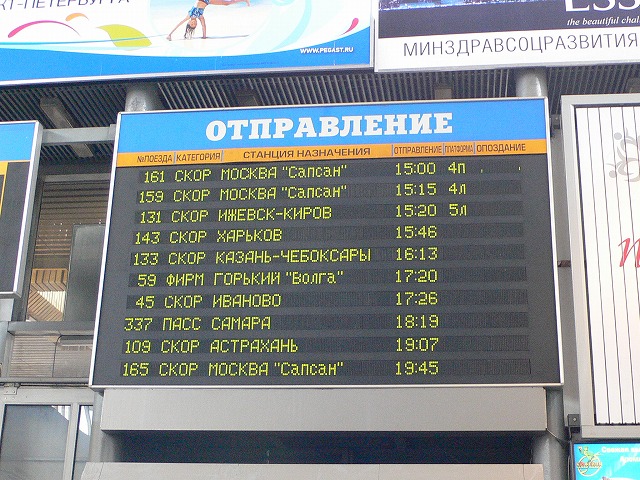 КТ-ПЕТЕРБУРГА
WWW.PEGAST.RU
ESS
the beautiful chal
МИНЗДРАВСОЦРАЗВИТИЯ
ОТПРАВЛЕНИЕ
№ПОЕЗДА КАТЕГОРИЯ СТАНЦИЯ НАЗНАЧЕНИЯ ОТПРАВЛЕНИЕ ПЛАТФОРМА ОПОЗДАНИЕ
161 СКОР МОСКВА "Сапсан" 15:00 4п
159 СКОР МОСКВА "Сапсан" 15:15 4л
131 СКОР ИЖЕВСК-КИРОВ 15:20 5л
143 СКОР ХАРЬКОВ 15:46
133 СКОР КАЗАНЬ-ЧЕБОКСАРЫ 16:13
59 ФИРМ ГОРЬКИЙ "Волга" 17:20
45 СКОР ИВАНОВО 17:26
337 ПАСС САМАРА 18:19
109 СКОР АСТРАХАНЬ 19:07
165 СКОР МОСКВА "Сапсан" 19:45